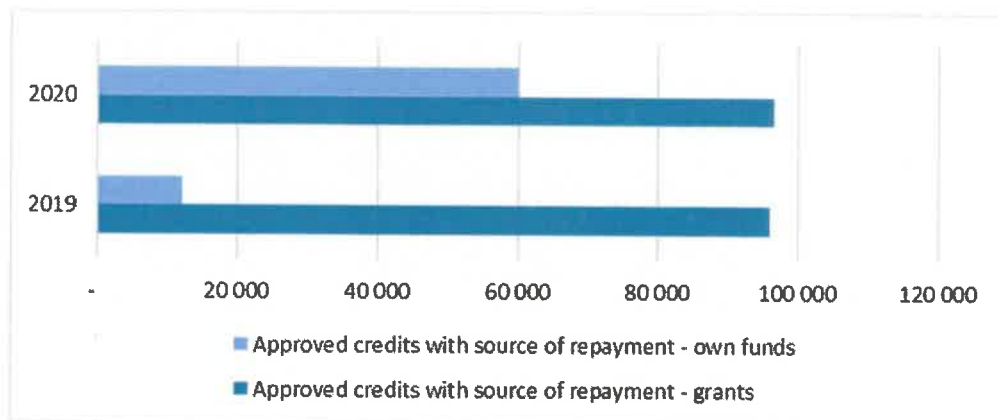 2020
2019
- 20 000 40 000 60 000 80 000 100 000 120 000
Approved credits with source of repayment - own funds
Approved credits with source of repayment - grants